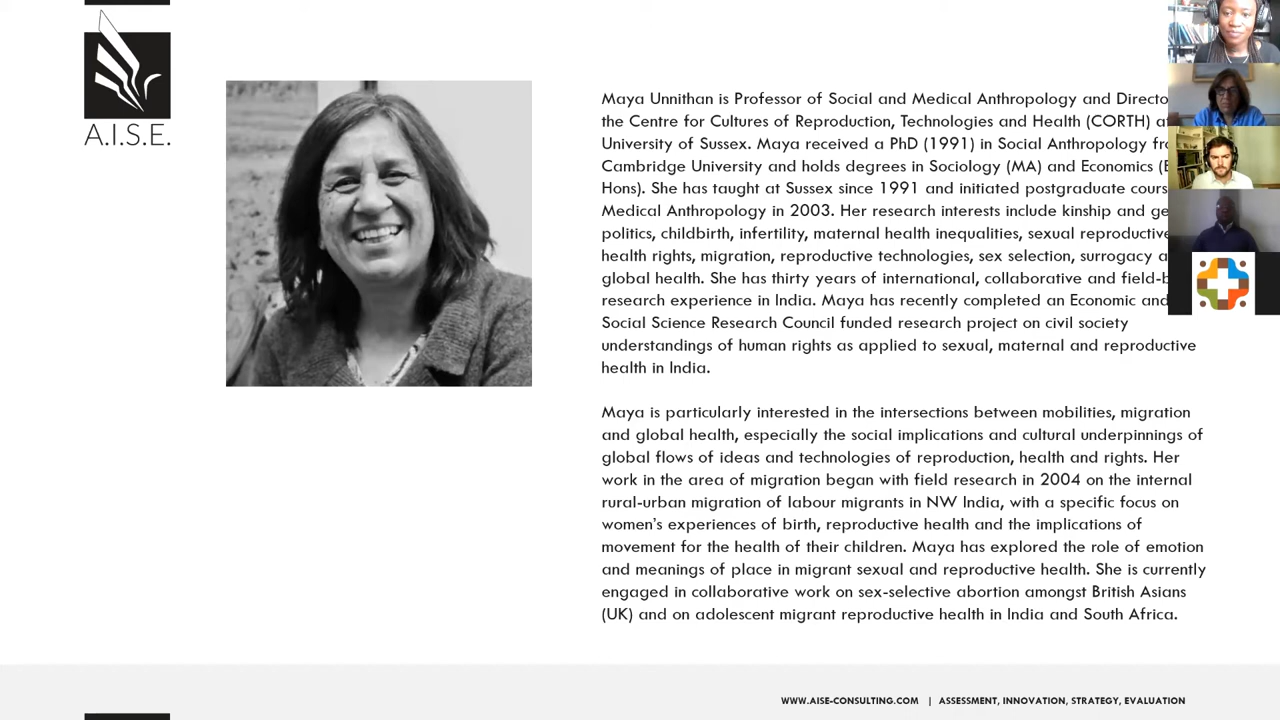 A.I.S.E.
Maya Unnithan is Professor of Social and Medical Anthropology and
the Centre for Cultures of Reproduction, Technologies and Health (CORTH)
University of Sussex. Maya received a PhD (1991) in Social Anthropology
Cambridge University and holds degrees in Sociology (MA) and Economics
Hons). She has taught at Sussex since 1991 and initiated postgraduate
Medical Anthropology in 2003. Her research interests include kinship and
politics, childbirth, infertility, maternal health inequalities, sexual reproductive
health rights, migration, reproductive technologies, sex selection, surrogacy
global health. She has thirty years of international, collaborative and
research experience in India. Maya has recently completed an Economic and
Social Science Research Council funded research project on civil society
understandings of human rights as applied to sexual, maternal and reproductive
health in India.
Maya is particularly interested in the intersections between mobilities, migration
and global health, especially the social implications and cultural underpinnings of
global flows of ideas and technologies of reproduction, health and rights. Her
work in the area of migration began with field research in 2004 on the internal
rural-urban migration of labour migrants in NW India, with a specific focus on
women's experiences of birth, reproductive health and the implications of
movement for the health of their children. Maya has explored the role of emotion
and meanings of place in migrant sexual and reproductive health. She is currently
engaged in collaborative work on sex-selective abortion amongst British Asians
(UK) and on adolescent migrant reproductive health in India and South Africa.
WWW.AISE-CONSULTING.COM | ASSESSMENT, INNOVATION, STRATEGY, EVALUATION